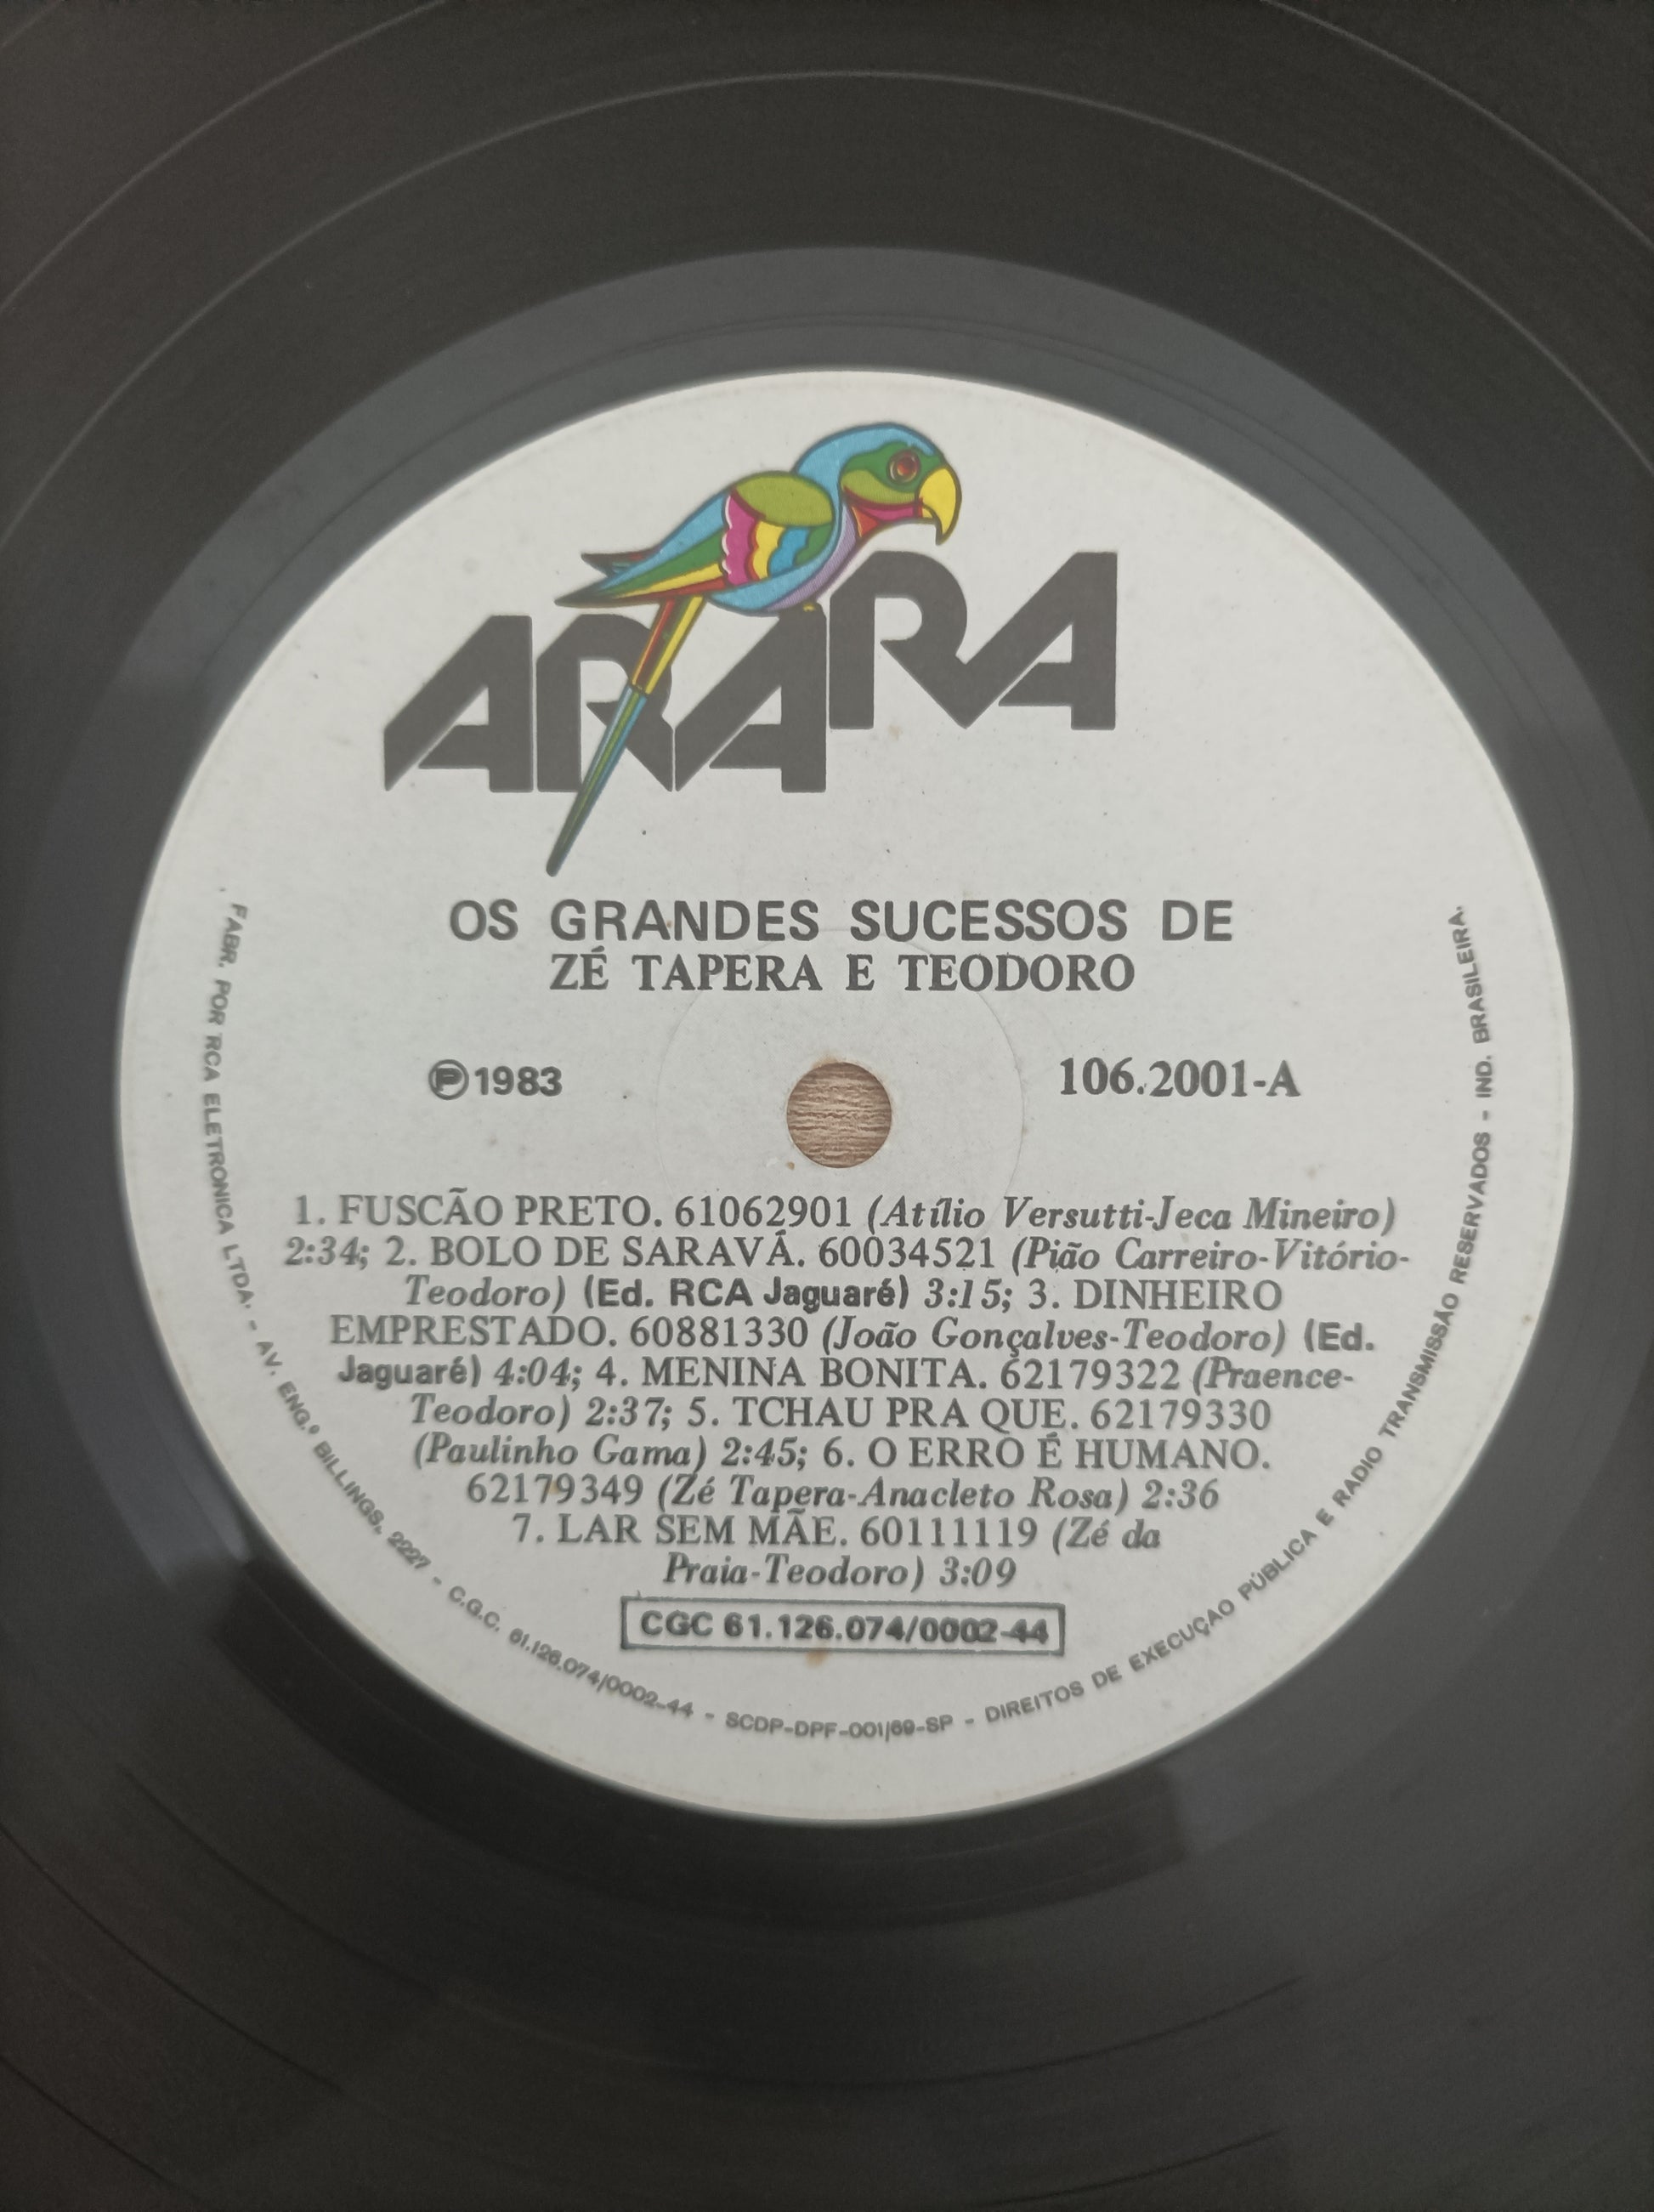 ARARA
OS GRANDES SUCESSOS DE
ZÉ TAPERA E TEODORO
Ⓟ1983
106.2001-A
1. FUSCÃO PRETO. 61062901 (Atílio Versutti-Jeca Mineiro)
2:34; 2. BOLO DE SARAVÁ. 60034521 (Pião Carreiro-Vitório-
Teodoro) (Ed. RCA Jaguaré) 3:15; 3. DINHEIRO
EMPRESTADO. 60881330 (João Gonçalves-Teodoro) (Ed.
Jaguaré) 4:04; 4. MENINA BONITA. 62179322 (Praence-
Teodoro) 2:37; 5. TCHAU PRA QUE. 62179330
(Paulinho Gama) 2:45; 6. O ERRO É HUMANO.
62179349 (Zé Tapera-Anacleto Rosa) 2:36
7. LAR SEM MÃE. 60111119 (Zé da
Praia-Teodoro) 3:09
CGC 61.126.074/0002-44
FABR. POR RCA ELETRONICA LTDA. - AV. ENG.º BILLINGS, 2227 - C.G.C. 61.126.074/0002-44 - SCDP-DPF-001/69-SP - DIREITOS DE EXECUÇAO PÚBLICA E RADIO TRANSMISSÃO RESERVADOS - IND. BRASILEIRA.